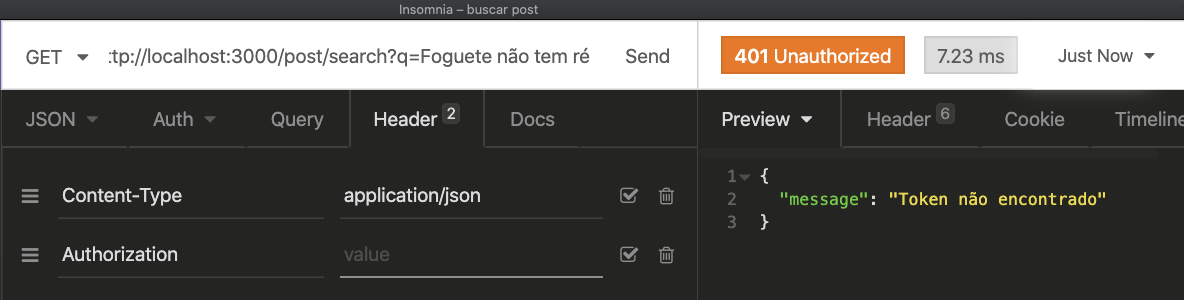 Insomnia – buscar post
GET tp://localhost:3000/post/search?q=Foguete não tem ré Send 401 Unauthorized 7.23 ms Just Now
JSON Auth Query Header 2 Docs Preview Header 6 Cookie Timeline
Content-Type application/json
Authorization value
1 {
2 "message": "Token não encontrado"
3 }